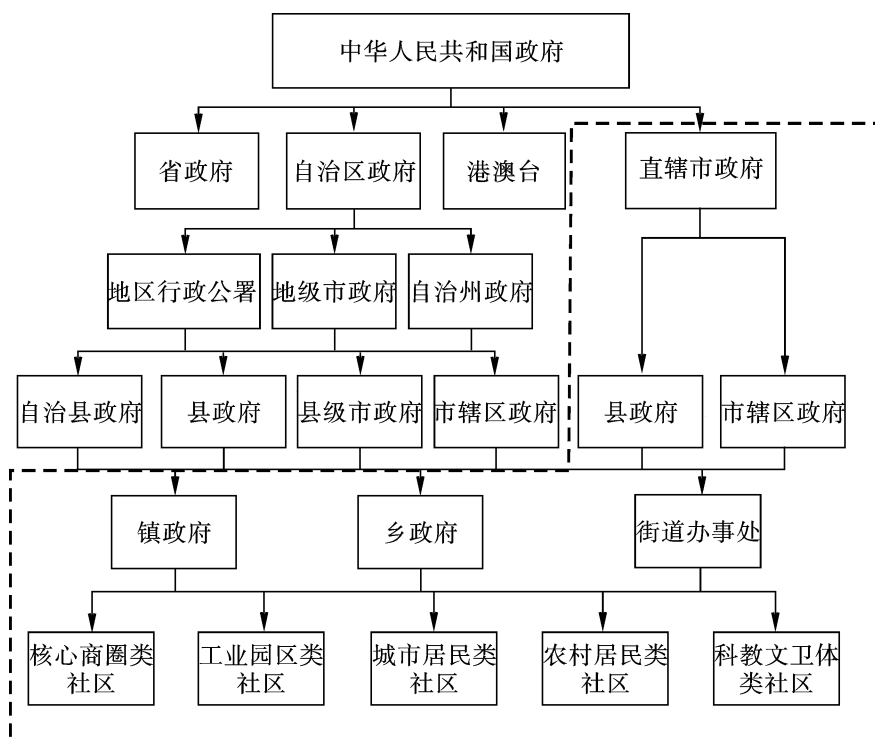 中华人民共和国政府
省政府
自治区政府
港澳台
直辖市政府
地区行政公署
地级市政府
自治州政府
自治县政府
县政府
县级市政府
市辖区政府
县政府
市辖区政府
镇政府
乡政府
街道办事处
核心商圈类
社区
工业园区类
社区
城市居民类
社区
农村居民类
社区
科教文卫体
类社区